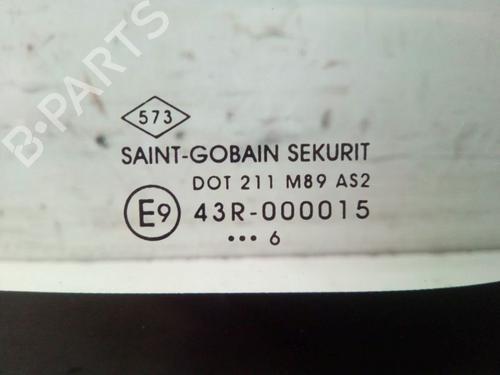 573
SAINT-GOBAIN SEKURIT
DOT 211 M89 AS2
E9 43R-000015
••• 6
B-PARTS